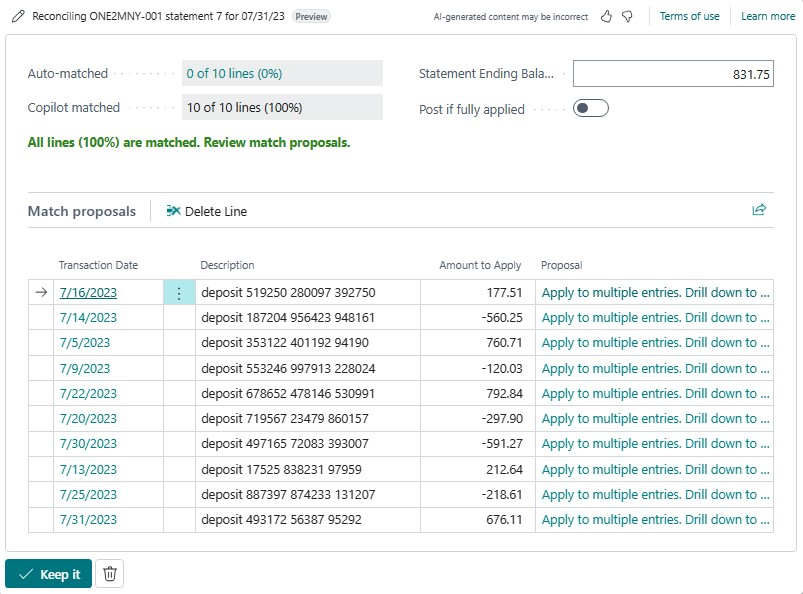 Reconciling ONE2MNY-001 statement 7 for 07/31/23 Preview AI-generated content may be incorrect Terms of use Learn more
Auto-matched 0 of 10 lines (0%) Statement Ending Bala... 831.75
Copilot matched 10 of 10 lines (100%) Post if fully applied
All lines (100%) are matched. Review match proposals.
Match proposals Delete Line
Transaction Date Description Amount to Apply Proposal
7/16/2023 deposit 519250 280097 392750 177.51 Apply to multiple entries. Drill down to ...
7/14/2023 deposit 187204 956423 948161 -560.25 Apply to multiple entries. Drill down to ...
7/5/2023 deposit 353122 401192 94190 760.71 Apply to multiple entries. Drill down to ...
7/9/2023 deposit 553246 997913 228024 -120.03 Apply to multiple entries. Drill down to ...
7/22/2023 deposit 678652 478146 530991 792.84 Apply to multiple entries. Drill down to ...
7/20/2023 deposit 719567 23479 860157 -297.90 Apply to multiple entries. Drill down to ...
7/30/2023 deposit 497165 72083 393007 -591.27 Apply to multiple entries. Drill down to ...
7/13/2023 deposit 17525 838231 97959 212.64 Apply to multiple entries. Drill down to ...
7/25/2023 deposit 887397 874233 131207 -218.61 Apply to multiple entries. Drill down to ...
7/31/2023 deposit 493172 56387 95292 676.11 Apply to multiple entries. Drill down to ...
Keep it